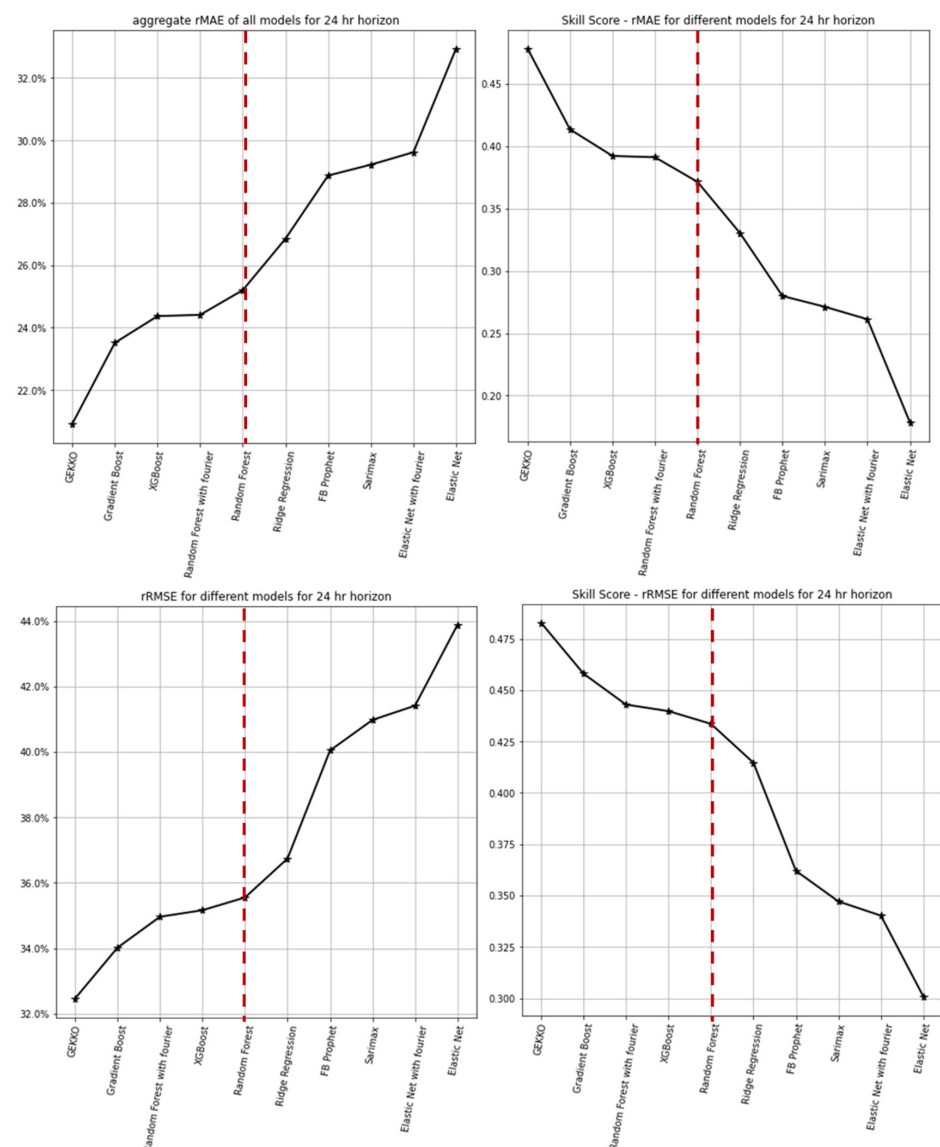 aggregate rMAE of all models for 24 hr horizon
32.0%
30.0%
28.0%
26.0%
24.0%
22.0%
GEKKO
Gradient Boost
XGBoost
Random Forest with fourier
Random Forest
Ridge Regression
FB Prophet
Sarimax
Elastic Net with fourier
Elastic Net
Skill Score - rMAE for different models for 24 hr horizon
0.45
0.40
0.35
0.30
0.25
0.20
GEKKO
Gradient Boost
XGBoost
Random Forest with fourier
Random Forest
Ridge Regression
FB Prophet
Sarimax
Elastic Net with fourier
Elastic Net
rRMSE for different models for 24 hr horizon
44.0%
42.0%
40.0%
38.0%
36.0%
34.0%
32.0%
GEKKO
Gradient Boost
andom Forest with fourier
XGBoost
Random Forest
Ridge Regression
FB Prophet
Sarimax
Elastic Net with fourier
Elastic Net
Skill Score - rRMSE for different models for 24 hr horizon
0.475
0.450
0.425
0.400
0.375
0.350
0.325
0.300
GEKKO
Gradient Boost
Random Forest with fourier
XGBoost
Random Forest
Ridge Regression
FB Prophet
Sarimax
Elastic Net with fourier
Elastic Net